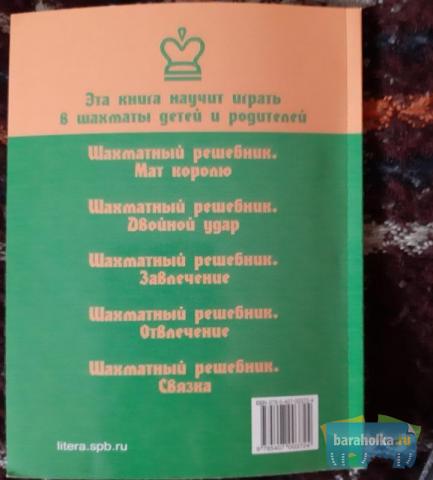 Эта книга научит играть
в шахматы детей и родителей
Шахматный решебник.
Мат королю
Шахматный решебник.
Двойной удар
Шахматный решебник.
Завлечение
Шахматный решебник.
Отвлечение
Шахматный решебник.
Связка
litera.spb.ru
baraholka.ru